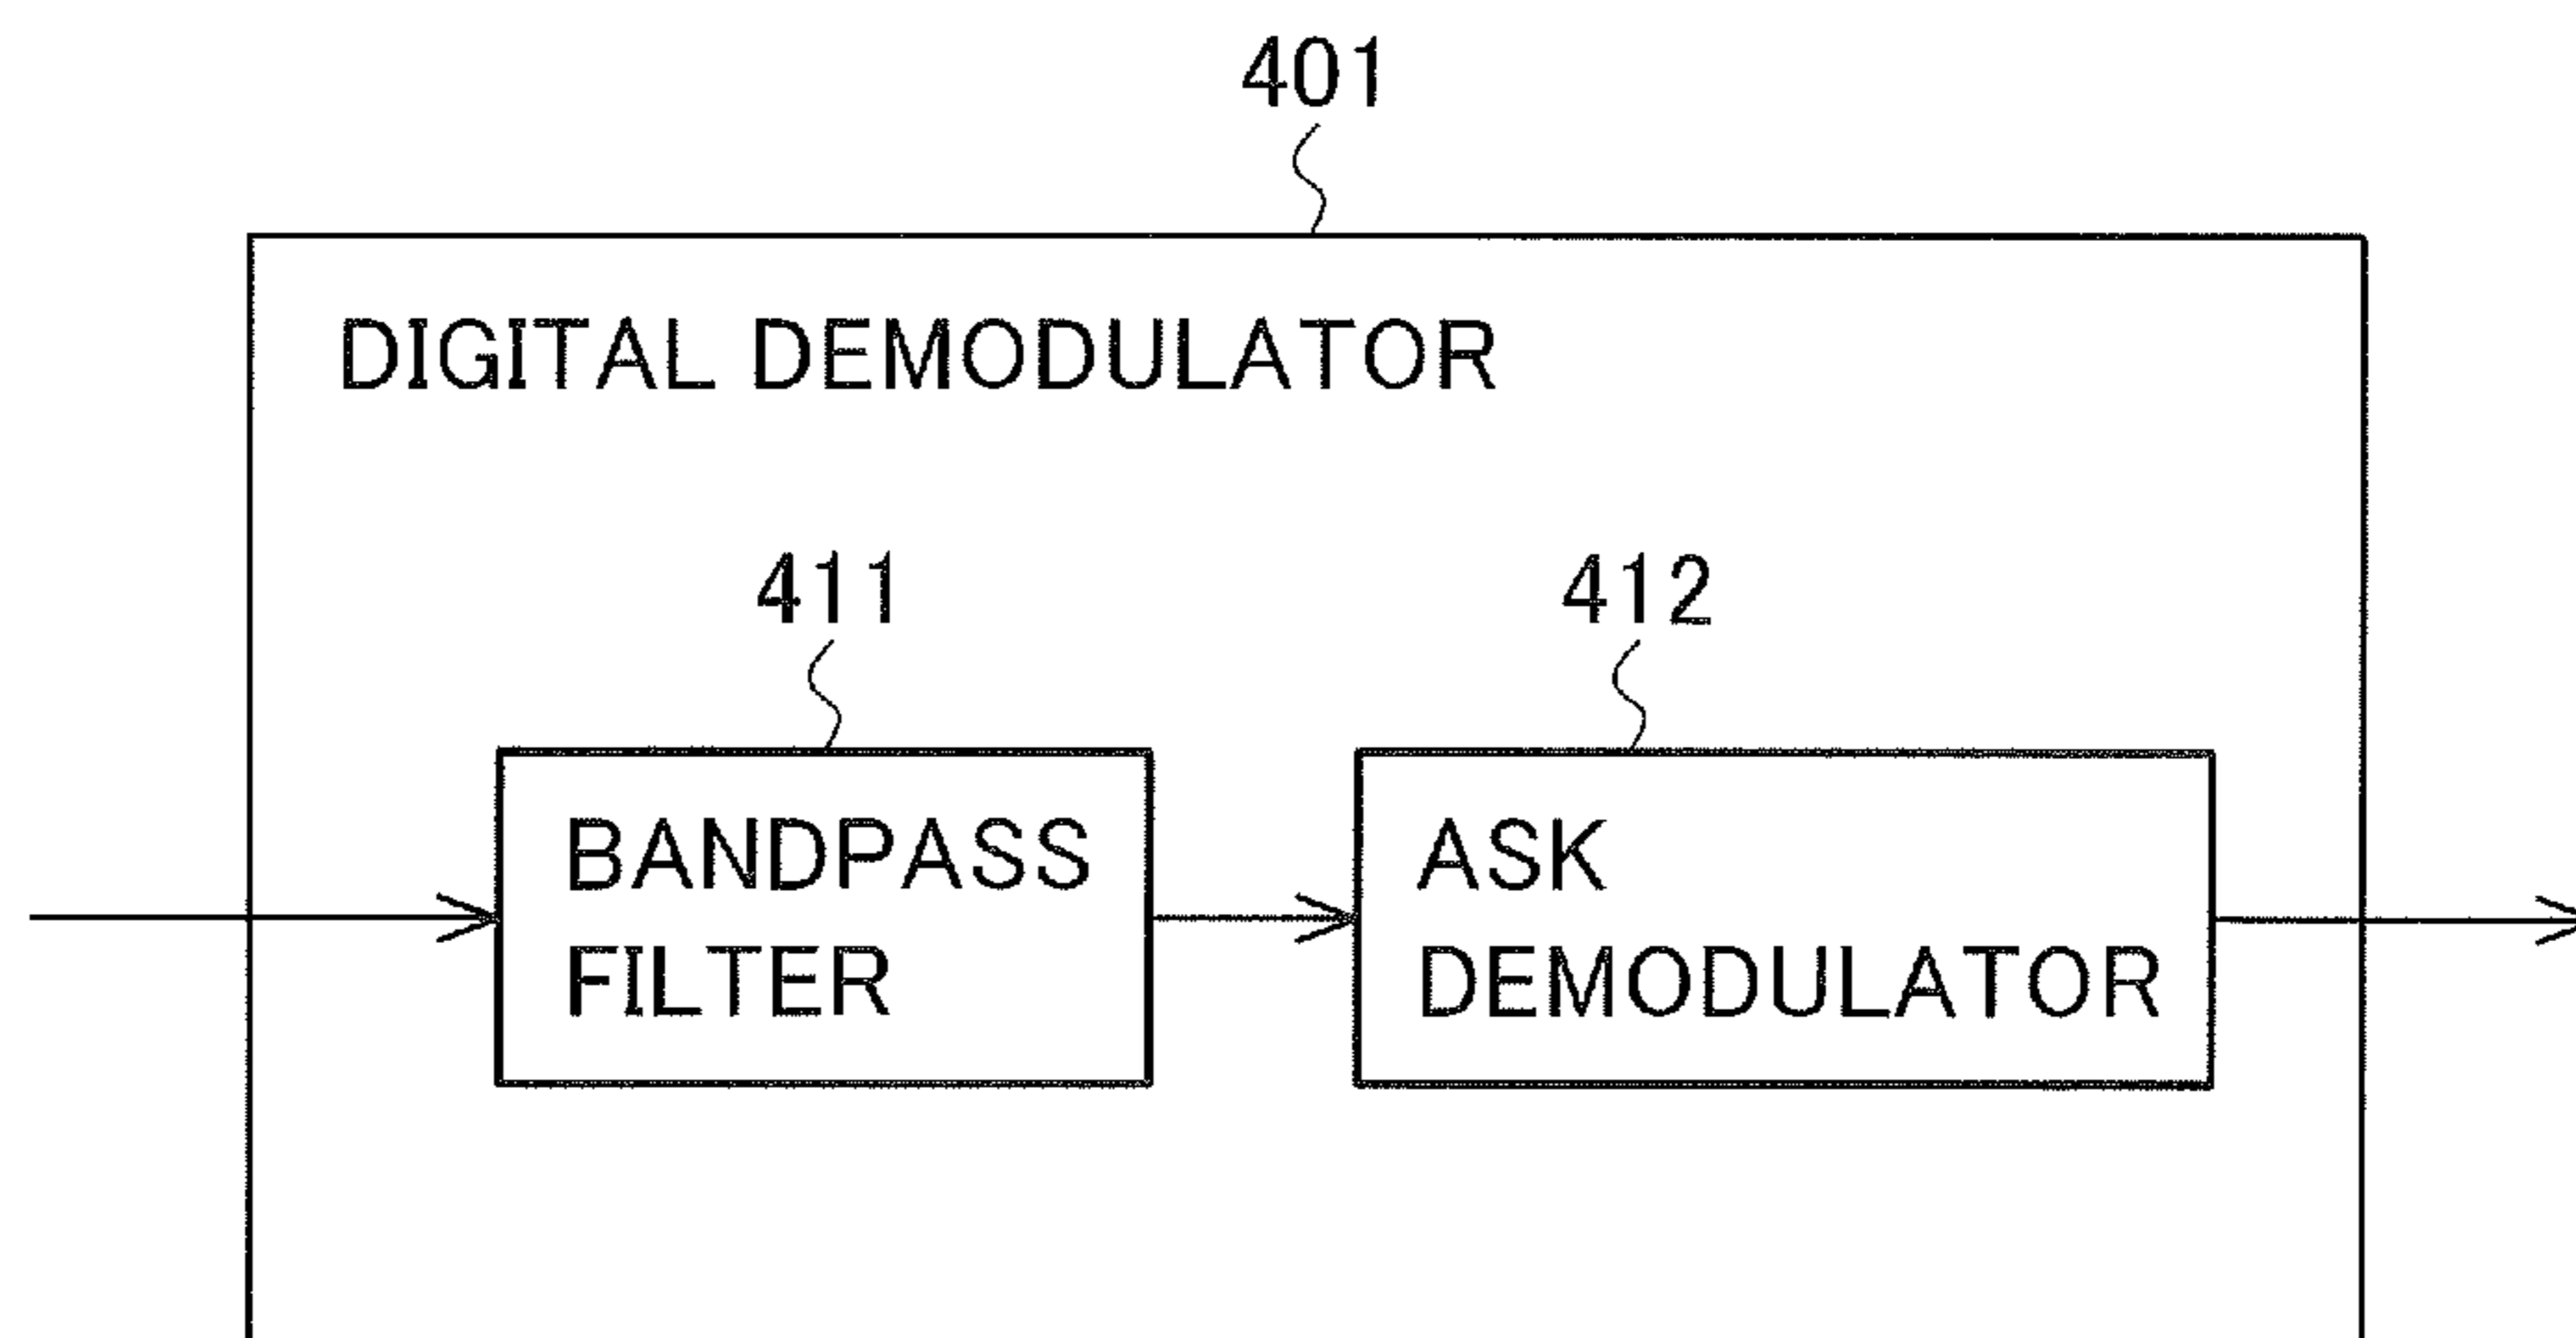 401
DIGITAL DEMODULATOR
411
412
BANDPASS
FILTER
ASK
DEMODULATOR